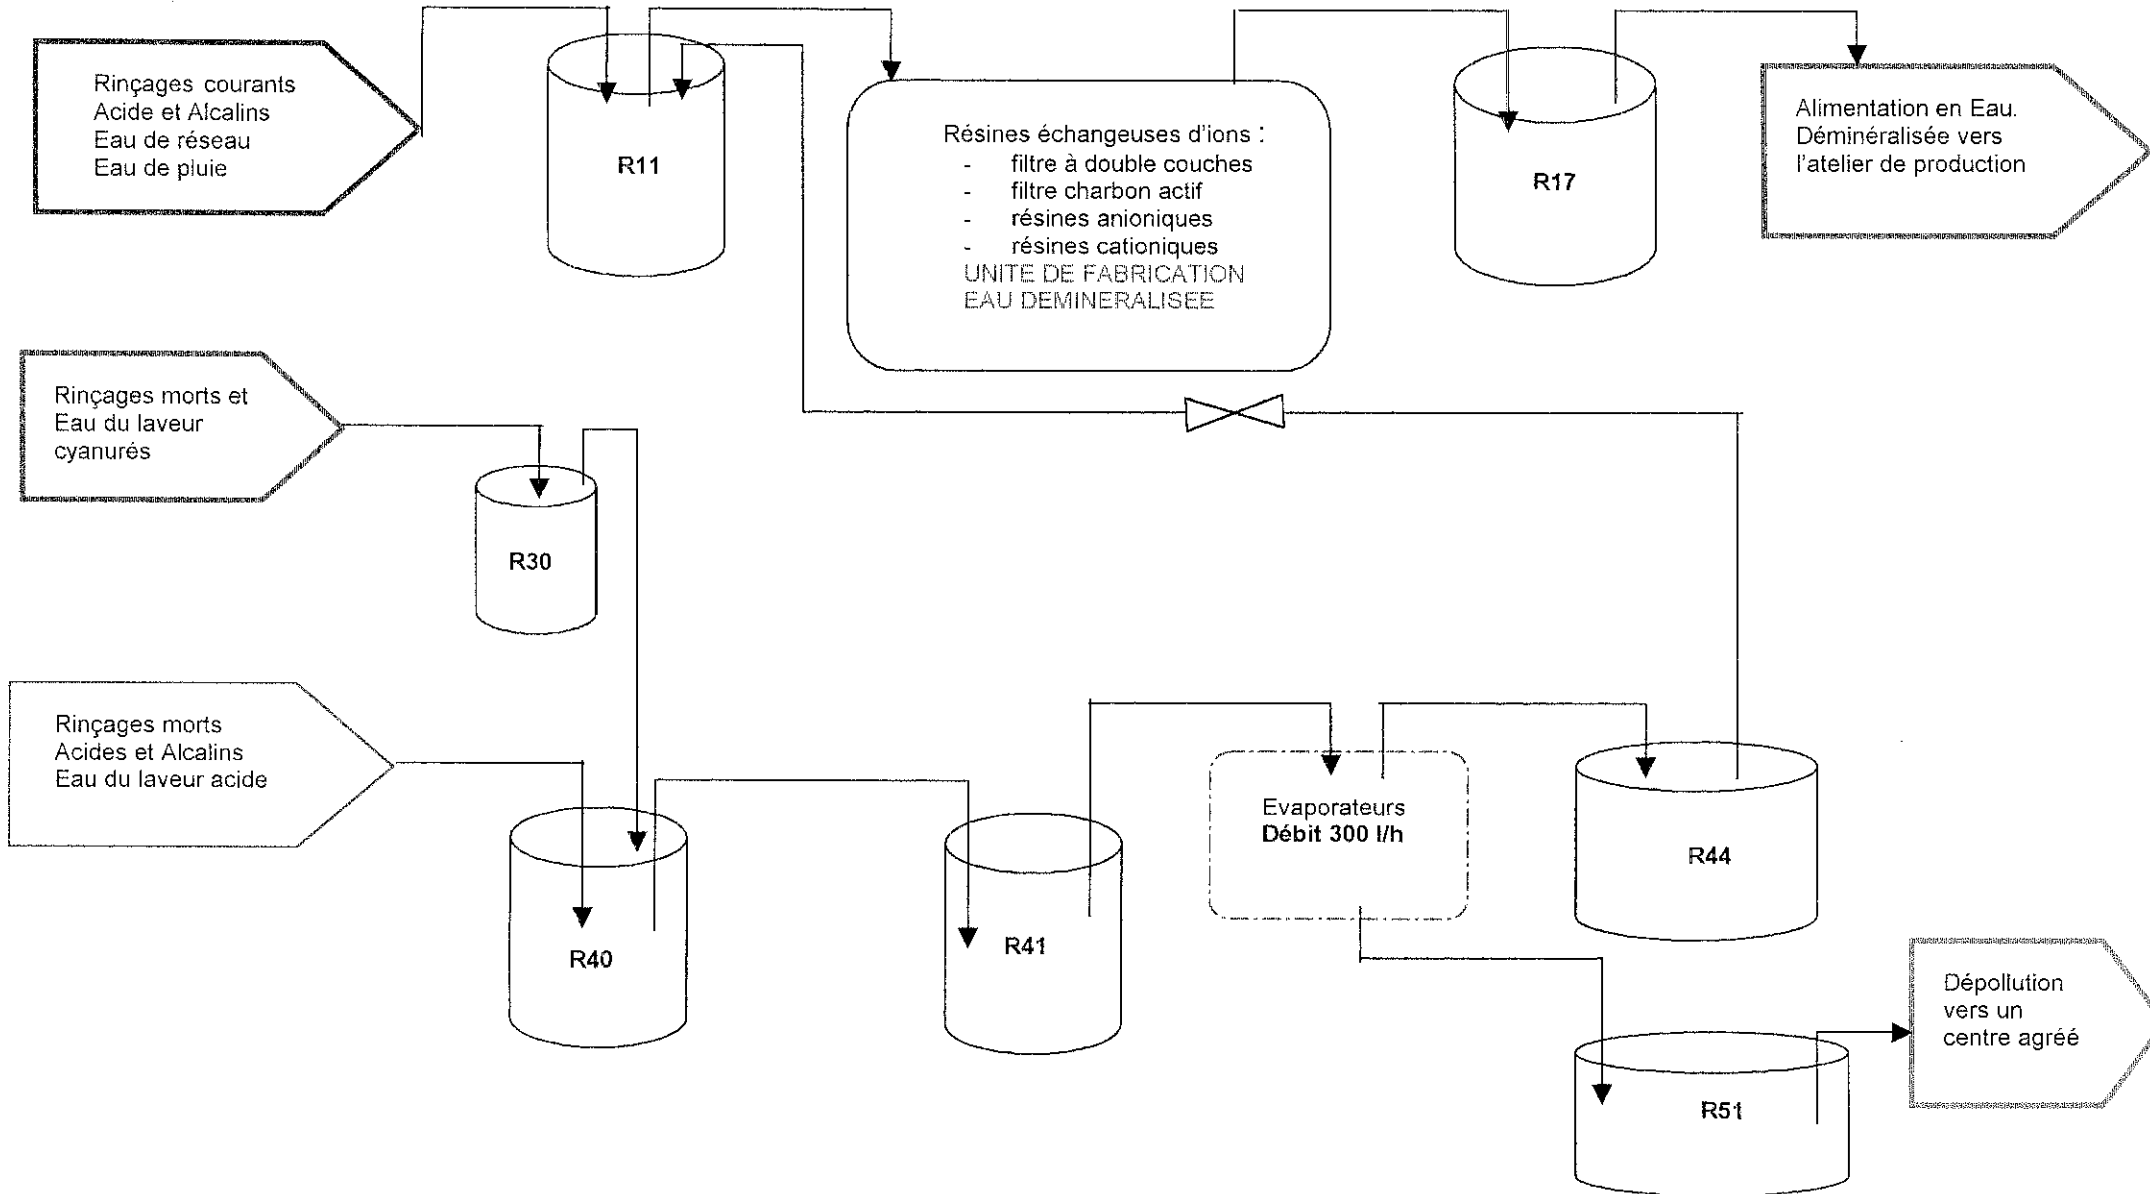 Rinçages courants
Acide et Alcalins
Eau de réseau
Eau de pluie
R11
Résines échangeuses d'ions :
- filtre à double couches
- filtre charbon actif
- résines anioniques
- résines cationiques
UNITE DE FABRICATION
EAU DEMINERALISEE
R17
Alimentation en Eau.
Déminéralisée vers
l'atelier de production
Rinçages morts et
Eau du laveur
cyanurés
R30
Rinçages morts
Acides et Alcalins
Eau du laveur acide
R40
R41
Evaporateurs
Débit 300 l/h
R44
Dépollution
vers un
centre agréé
R51